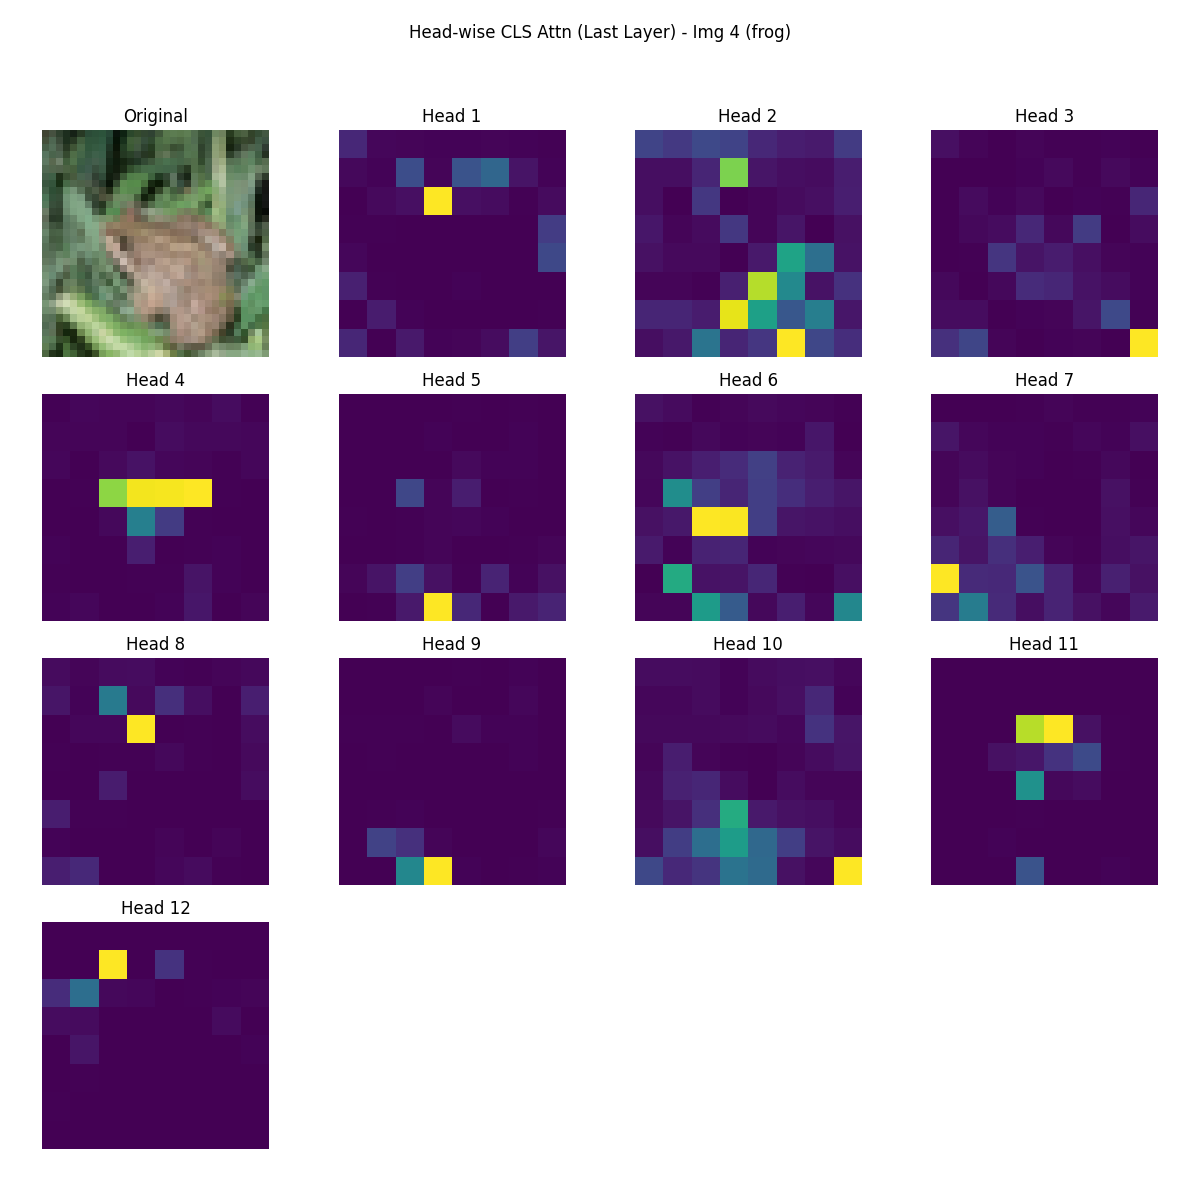 Head-wise CLS Attn (Last Layer) - Img 4 (frog)
Original
Head 1
Head 2
Head 3
Head 4
Head 5
Head 6
Head 7
Head 8
Head 9
Head 10
Head 11
Head 12